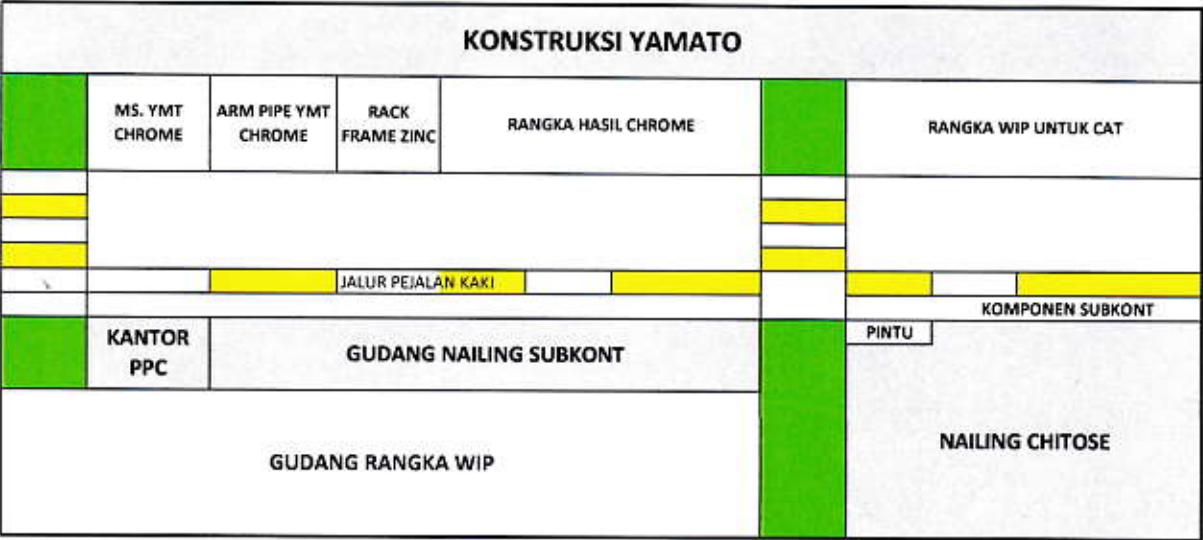 KONSTRUKSI YAMATO
MS. YMT
CHROME
ARM PIPE YMT
CHROME
RACK
FRAME ZINC
RANGKA HASIL CHROME
RANGKA WIP UNTUK CAT
JALUR PEJALAN KAKI
KOMPONEN SUBKONT
KANTOR
PPC
GUDANG NAILING SUBKONT
PINTU
GUDANG RANGKA WIP
NAILING CHITOSE